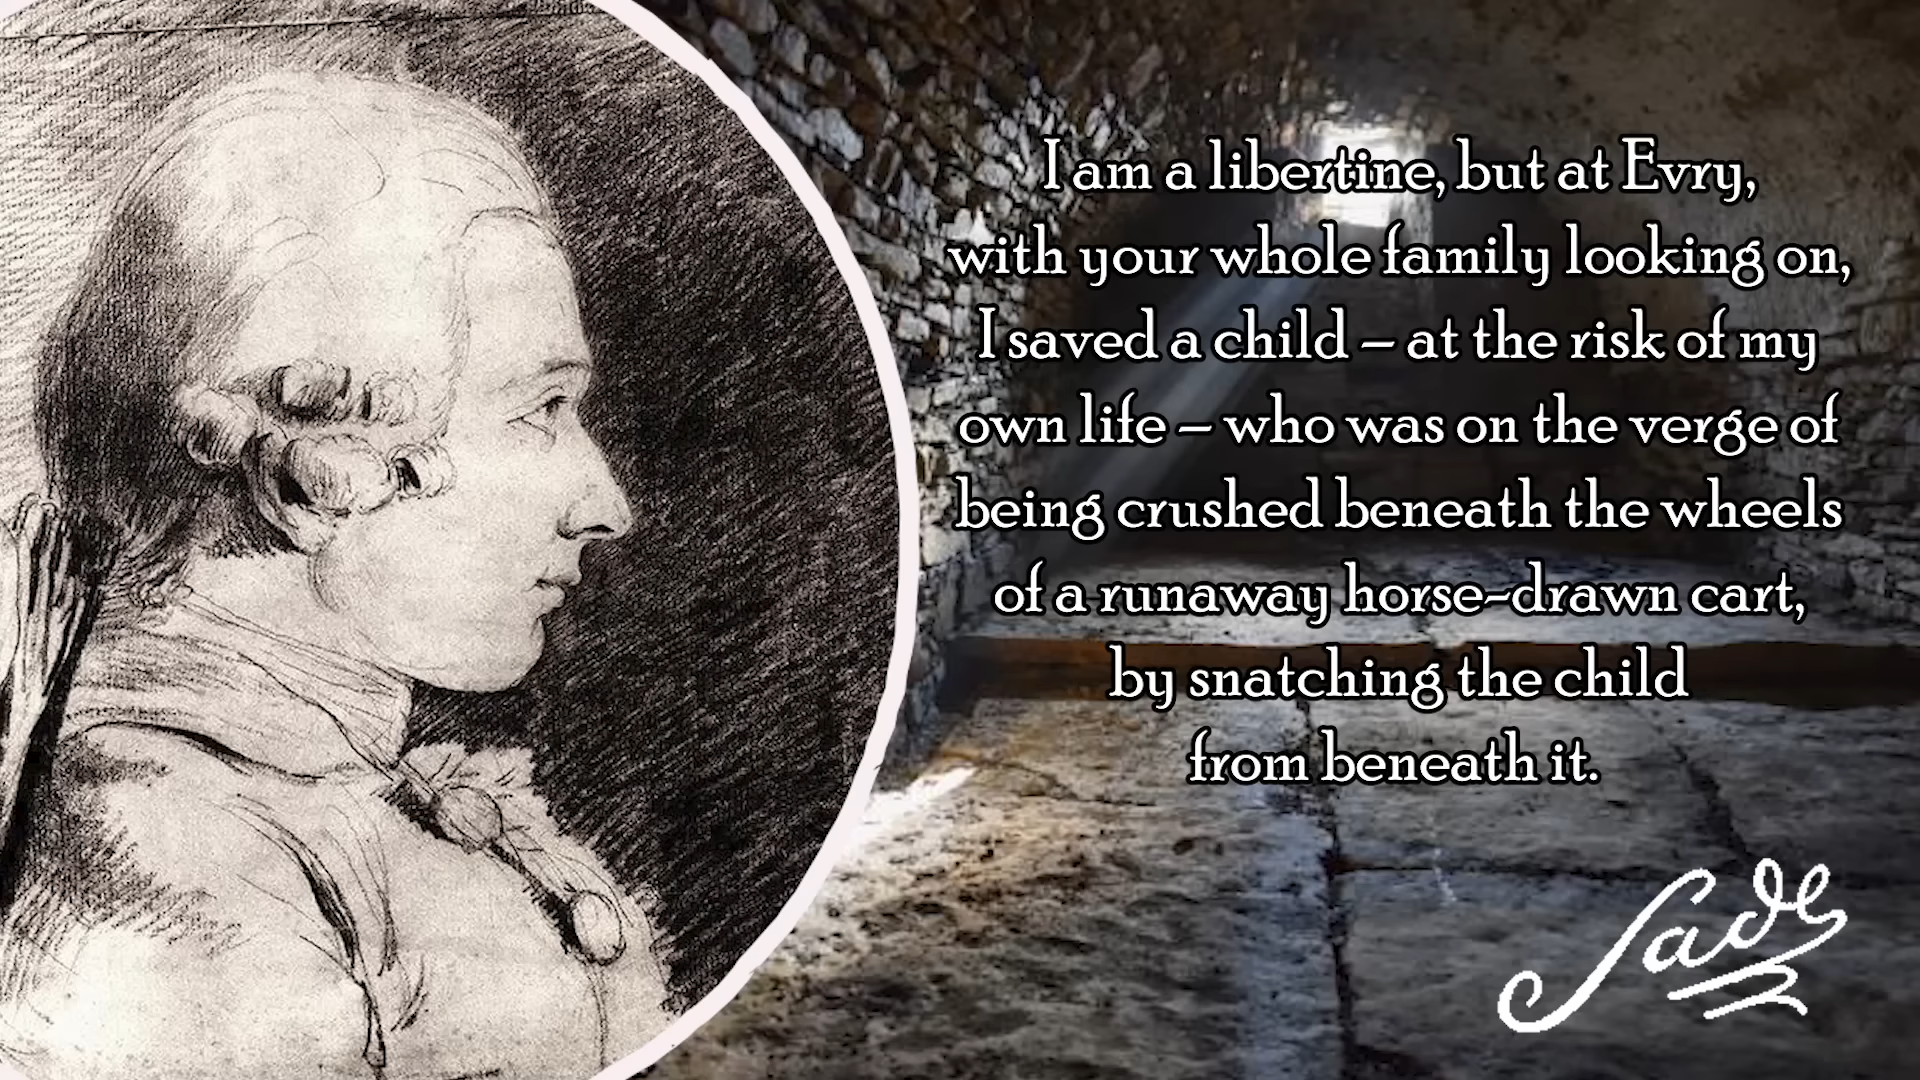 I am a libertine, but at Evry,
with your whole family looking on,
I saved a child – at the risk of my
own life – who was on the verge of
being crushed beneath the wheels
of a runaway horse-drawn cart,
by snatching the child
from beneath it.
Sade